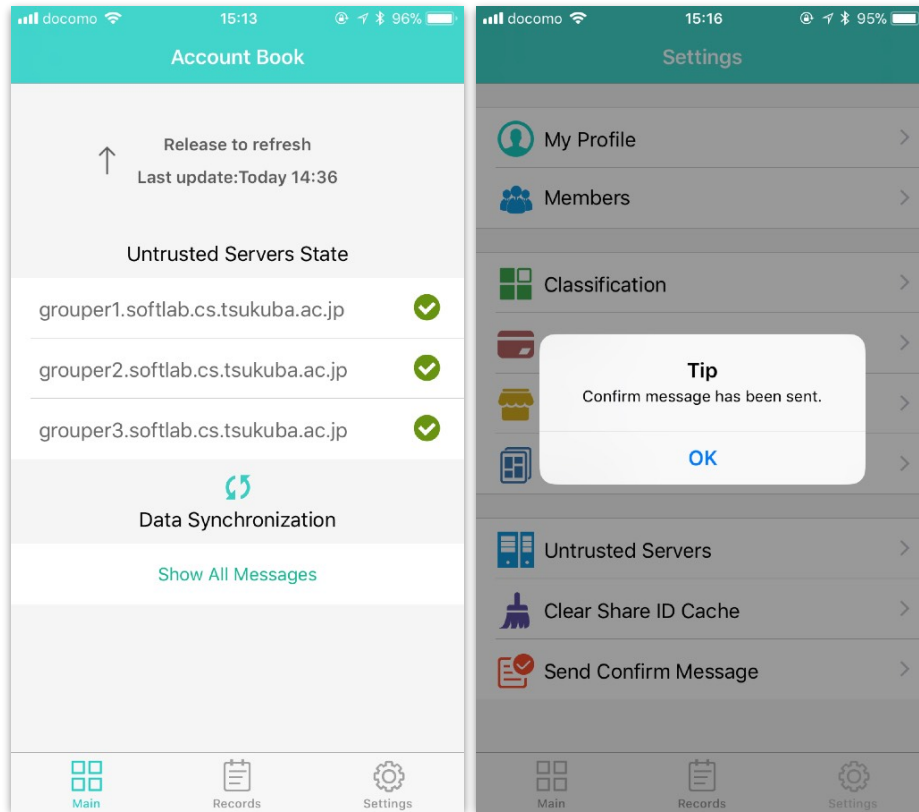 docomo 15:13 96%
Account Book
Release to refresh
Last update:Today 14:36
Untrusted Servers State
grouper1.softlab.cs.tsukuba.ac.jp
grouper2.softlab.cs.tsukuba.ac.jp
grouper3.softlab.cs.tsukuba.ac.jp
Data Synchronization
Show All Messages
Main Records Settings
docomo 15:16 95%
Settings
My Profile
Members
Classification
Tip
Confirm message has been sent.
OK
Untrusted Servers
Clear Share ID Cache
Send Confirm Message
Main Records Settings